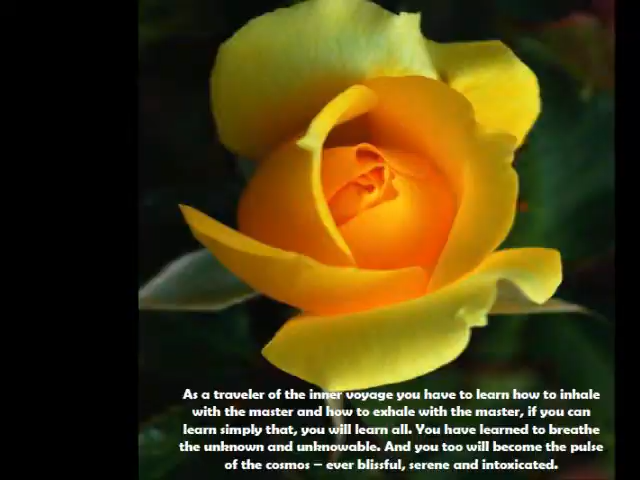 As a traveler of the inner voyage you have to learn how to inhale
with the master and how to exhale with the master, if you can
learn simply that, you will learn all. You have learned to breathe
the unknown and unknowable. And you too will become the pulse
of the cosmos – ever blissful, serene and intoxicated.